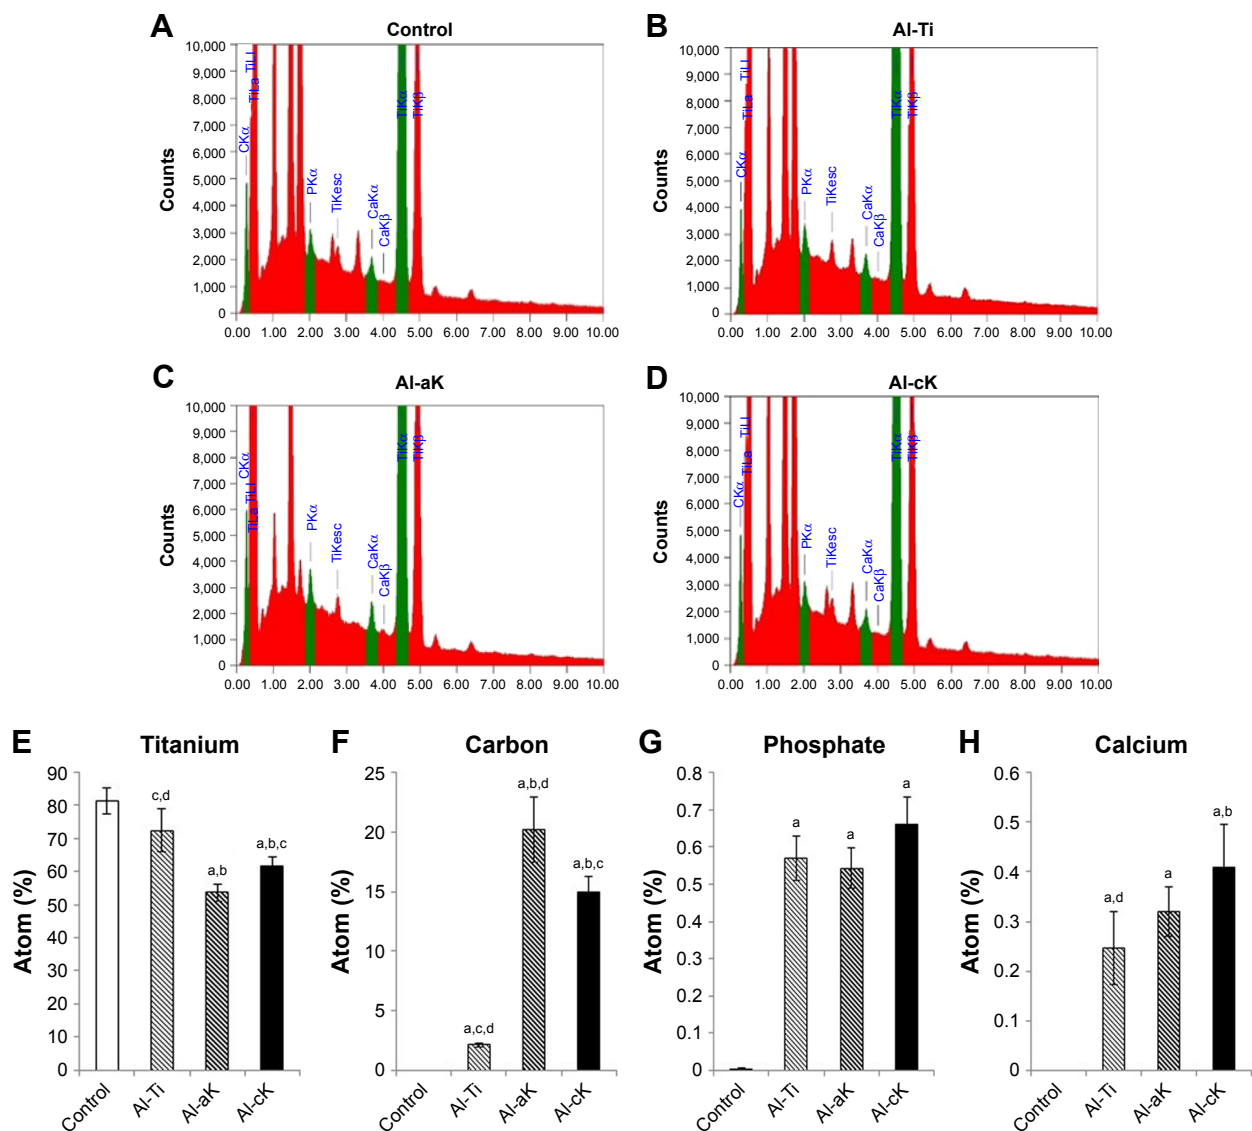 A Control
10,000
9,000
8,000
7,000
6,000
5,000
4,000
3,000
2,000
1,000
0
Counts
CKα TiLa TiLl PKα TiKesc CaKα CaKβ TiKα TiKβ
0.00 1.00 2.00 3.00 4.00 5.00 6.00 7.00 8.00 9.00 10.00
B Al-Ti
10,000
9,000
8,000
7,000
6,000
5,000
4,000
3,000
2,000
1,000
0
Counts
CKα TiLa TiLl PKα TiKesc CaKα CaKβ TiKα TiKβ
0.00 1.00 2.00 3.00 4.00 5.00 6.00 7.00 8.00 9.00 10.00
C Al-aK
10,000
9,000
8,000
7,000
6,000
5,000
4,000
3,000
2,000
1,000
0
Counts
TiLa TiLl CKα PKα TiKesc CaKα CaKβ TiKα TiKβ
0.00 1.00 2.00 3.00 4.00 5.00 6.00 7.00 8.00 9.00 10.00
D Al-cK
10,000
9,000
8,000
7,000
6,000
5,000
4,000
3,000
2,000
1,000
0
Counts
CKα TiLa TiLl PKα TiKesc CaKα CaKβ TiKα TiKβ
0.00 1.00 2.00 3.00 4.00 5.00 6.00 7.00 8.00 9.00 10.00
E Titanium
90
80
70
60
50
40
30
20
10
0
Atom (%)
c,d
a,b
a,b,c
Control Al-Ti Al-aK Al-cK
F Carbon
25
20
15
10
5
0
Atom (%)
a,c,d
a,b,d
a,b,c
Control Al-Ti Al-aK Al-cK
G Phosphate
0.8
0.7
0.6
0.5
0.4
0.3
0.2
0.1
0
Atom (%)
a
a
a
Control Al-Ti Al-aK Al-cK
H Calcium
0.6
0.5
0.4
0.3
0.2
0.1
0
Atom (%)
a,d
a
a,b
Control Al-Ti Al-aK Al-cK